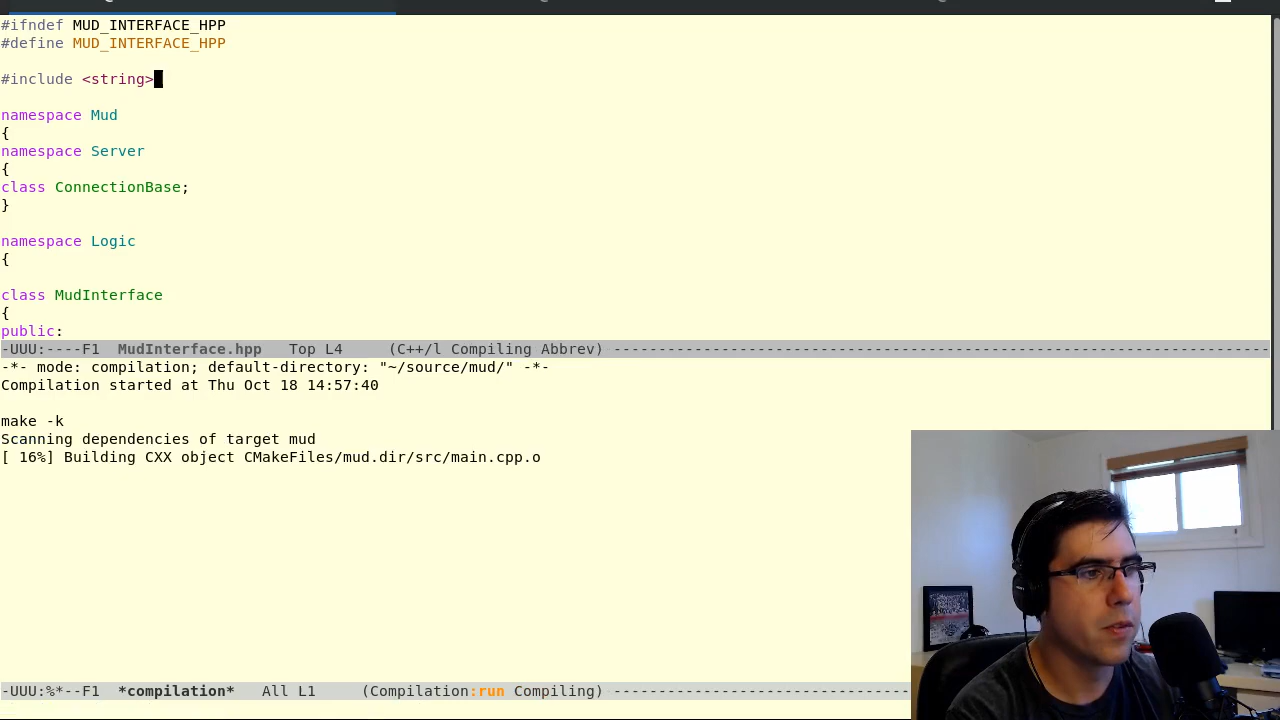 #ifndef MUD_INTERFACE_HPP
#define MUD_INTERFACE_HPP
#include <string>
namespace Mud
{
namespace Server
{
class ConnectionBase;
}
namespace Logic
{
class MudInterface
{
public:
-UUU:----F1  MudInterface.hpp   Top L4     (C++/l Compiling Abbrev) -------------------------------------------------------------------------
-*- mode: compilation; default-directory: "~/source/mud/" -*-
Compilation started at Thu Oct 18 14:57:40
make -k
Scanning dependencies of target mud
[ 16%] Building CXX object CMakeFiles/mud.dir/src/main.cpp.o
-UUU:%*--F1  *compilation*   All L1     (Compilation:run Compiling) ---------------------------------